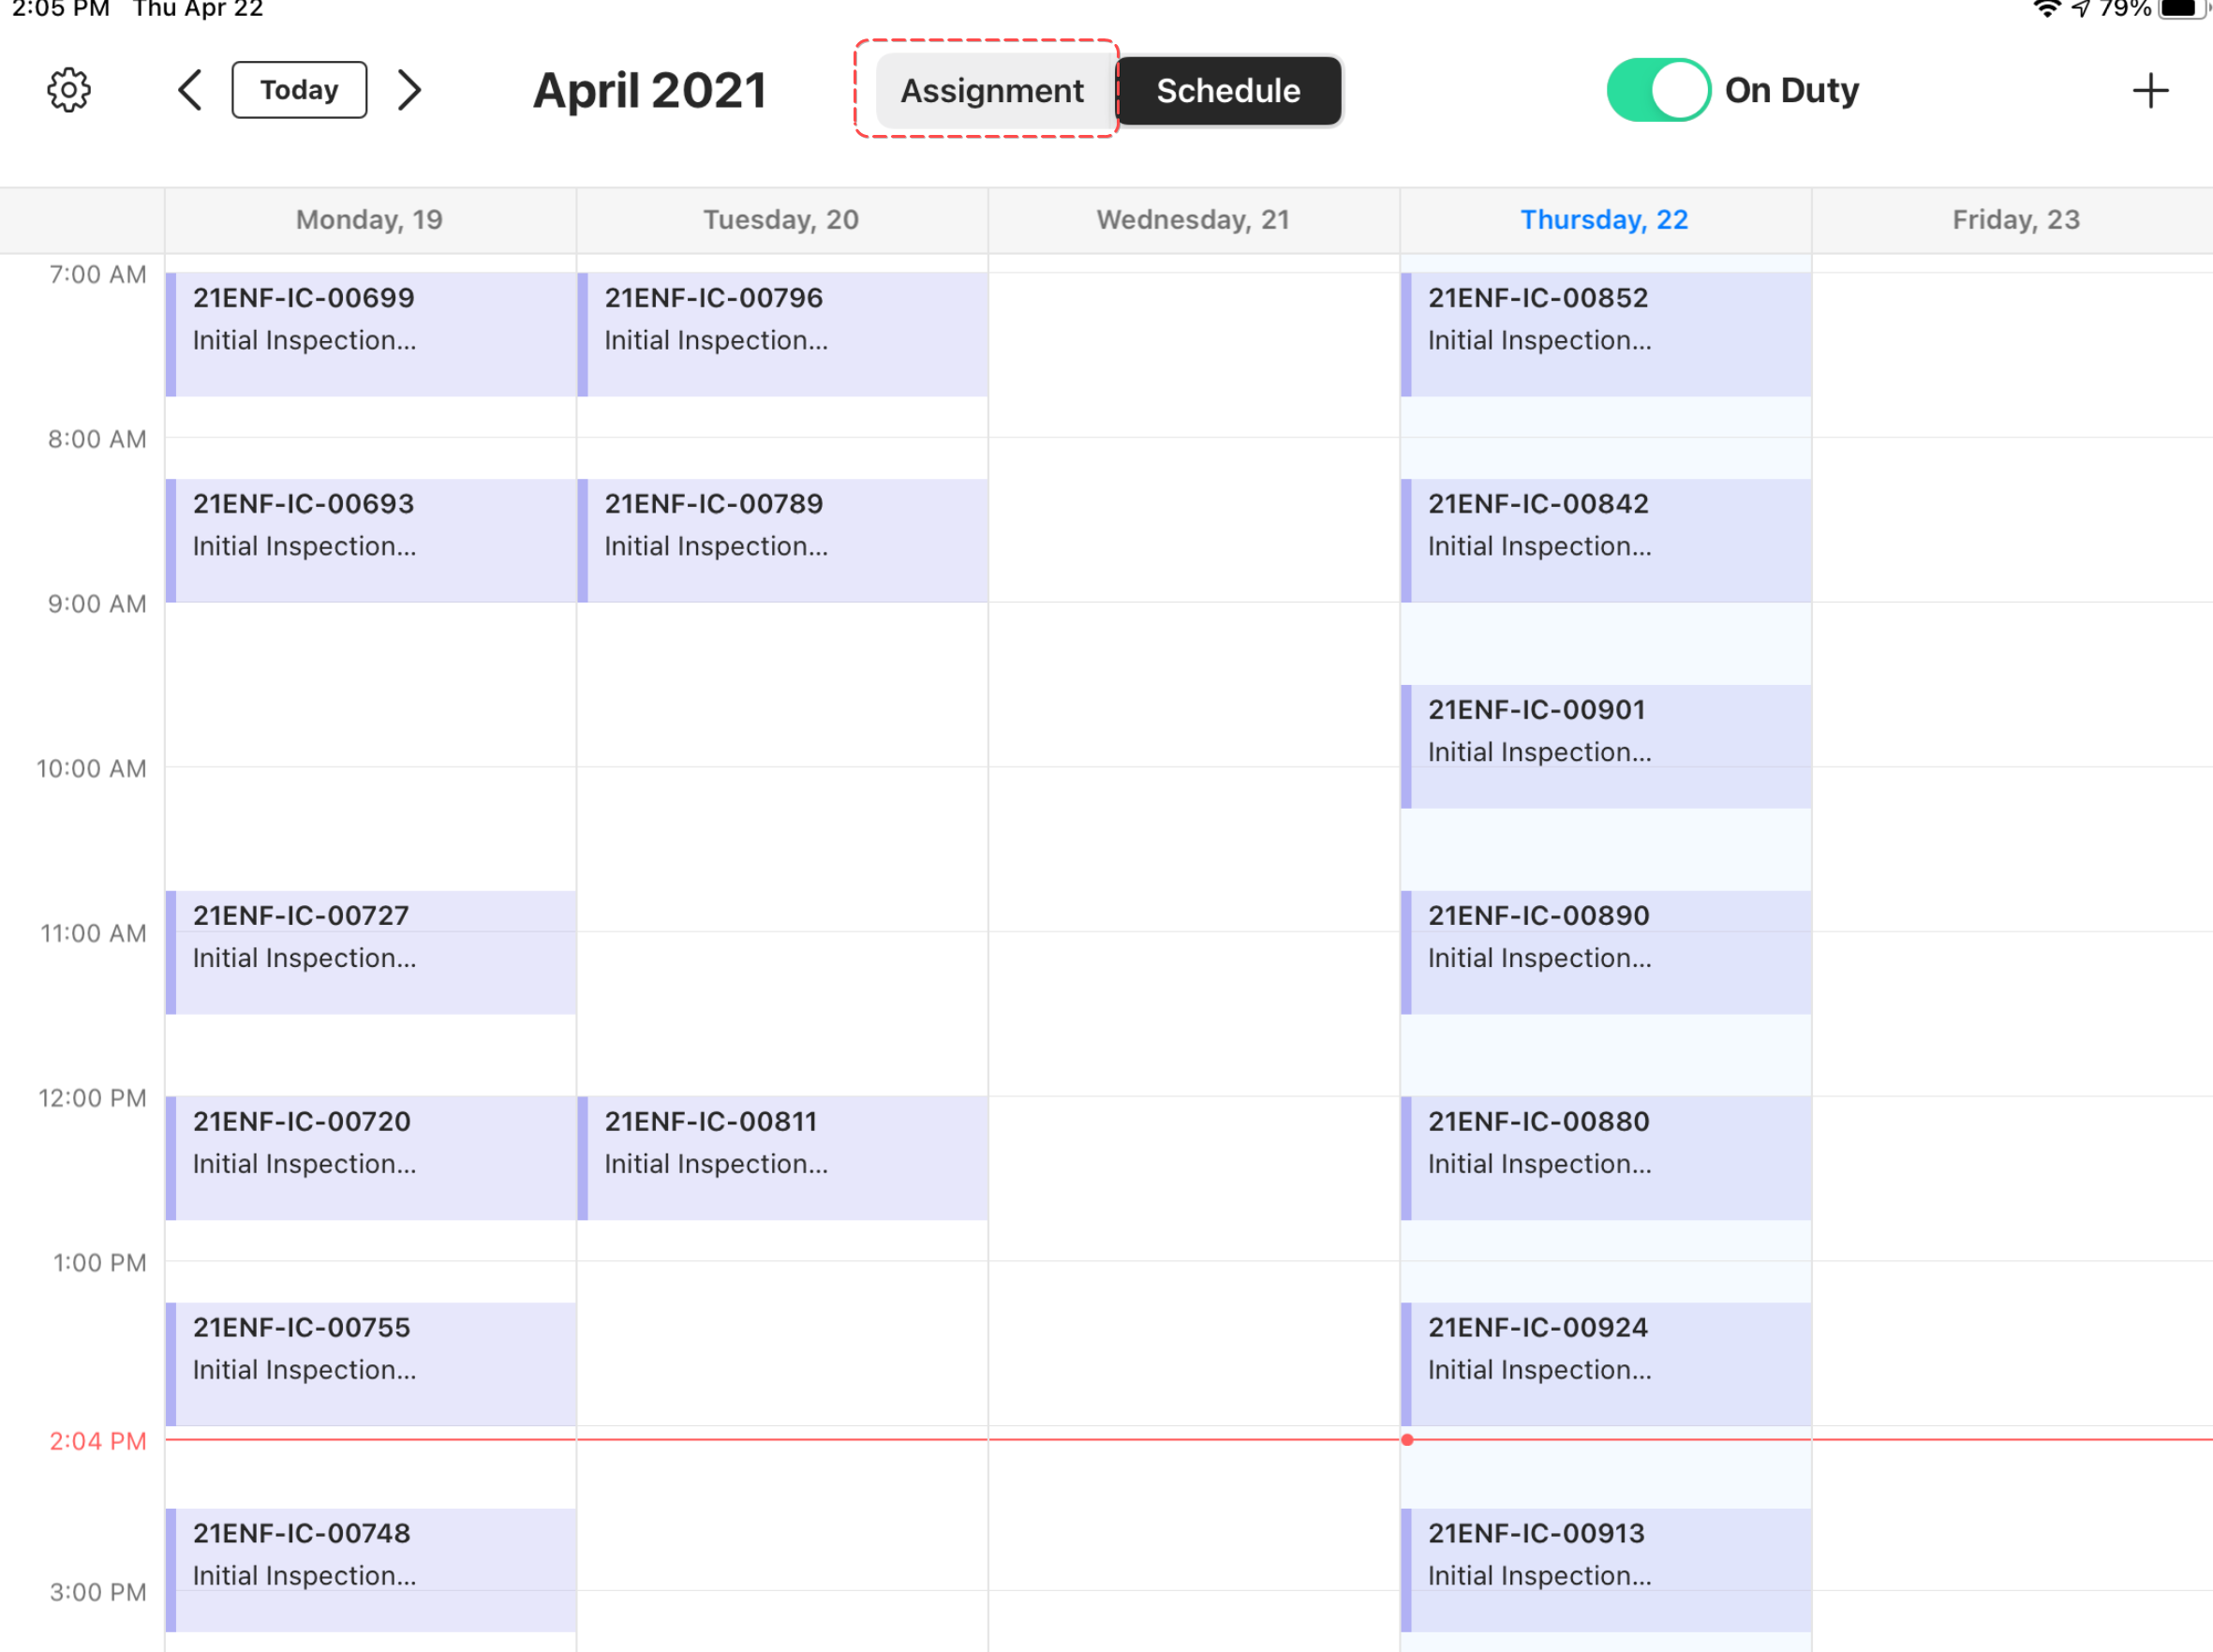 2:05 PM Thu Apr 22
79%
Today
April 2021
Assignment
Schedule
On Duty
Monday, 19
Tuesday, 20
Wednesday, 21
Thursday, 22
Friday, 23
7:00 AM
21ENF-IC-00699
Initial Inspection...
21ENF-IC-00796
Initial Inspection...
21ENF-IC-00852
Initial Inspection...
8:00 AM
21ENF-IC-00693
Initial Inspection...
21ENF-IC-00789
Initial Inspection...
21ENF-IC-00842
Initial Inspection...
9:00 AM
21ENF-IC-00901
Initial Inspection...
10:00 AM
21ENF-IC-00727
Initial Inspection...
21ENF-IC-00890
Initial Inspection...
11:00 AM
12:00 PM
21ENF-IC-00720
Initial Inspection...
21ENF-IC-00811
Initial Inspection...
21ENF-IC-00880
Initial Inspection...
1:00 PM
21ENF-IC-00755
Initial Inspection...
21ENF-IC-00924
Initial Inspection...
2:04 PM
21ENF-IC-00748
Initial Inspection...
21ENF-IC-00913
Initial Inspection...
3:00 PM